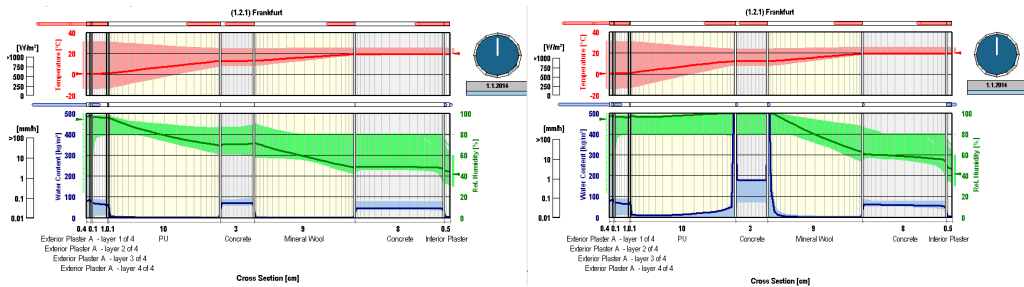 (1.2.1) Frankfurt
[W/m²]
>1000
750
500
250
0
Temperature [°C]
40
20
0
-20
1.1.2014
[mm/h]
>100
10
1
0.1
0.01
Water Content [kg/m³]
500
400
300
200
100
0
100
80
60
40
20
0
Rel. Humidity [%]
0.4 0.1 1.0.1 10 3 9 8 0.5
Exterior Plaster A - layer 1 of 4 PU Concrete Mineral Wool Concrete Interior Plaster
Exterior Plaster A - layer 2 of 4
Exterior Plaster A - layer 3 of 4
Exterior Plaster A - layer 4 of 4
Cross Section [cm]
(1.2.1) Frankfurt
[W/m²]
>1000
750
500
250
0
Temperature [°C]
40
20
0
-20
1.1.2014
[mm/h]
>100
10
1
0.1
0.01
Water Content [kg/m³]
500
400
300
200
100
0
100
80
60
40
20
0
Rel. Humidity [%]
0.4 0.1 1.0.1 10 3 9 8 0.5
Exterior Plaster A - layer 1 of 4 PU Concrete Mineral Wool Concrete Interior Plaster
Exterior Plaster A - layer 2 of 4
Exterior Plaster A - layer 3 of 4
Exterior Plaster A - layer 4 of 4
Cross Section [cm]